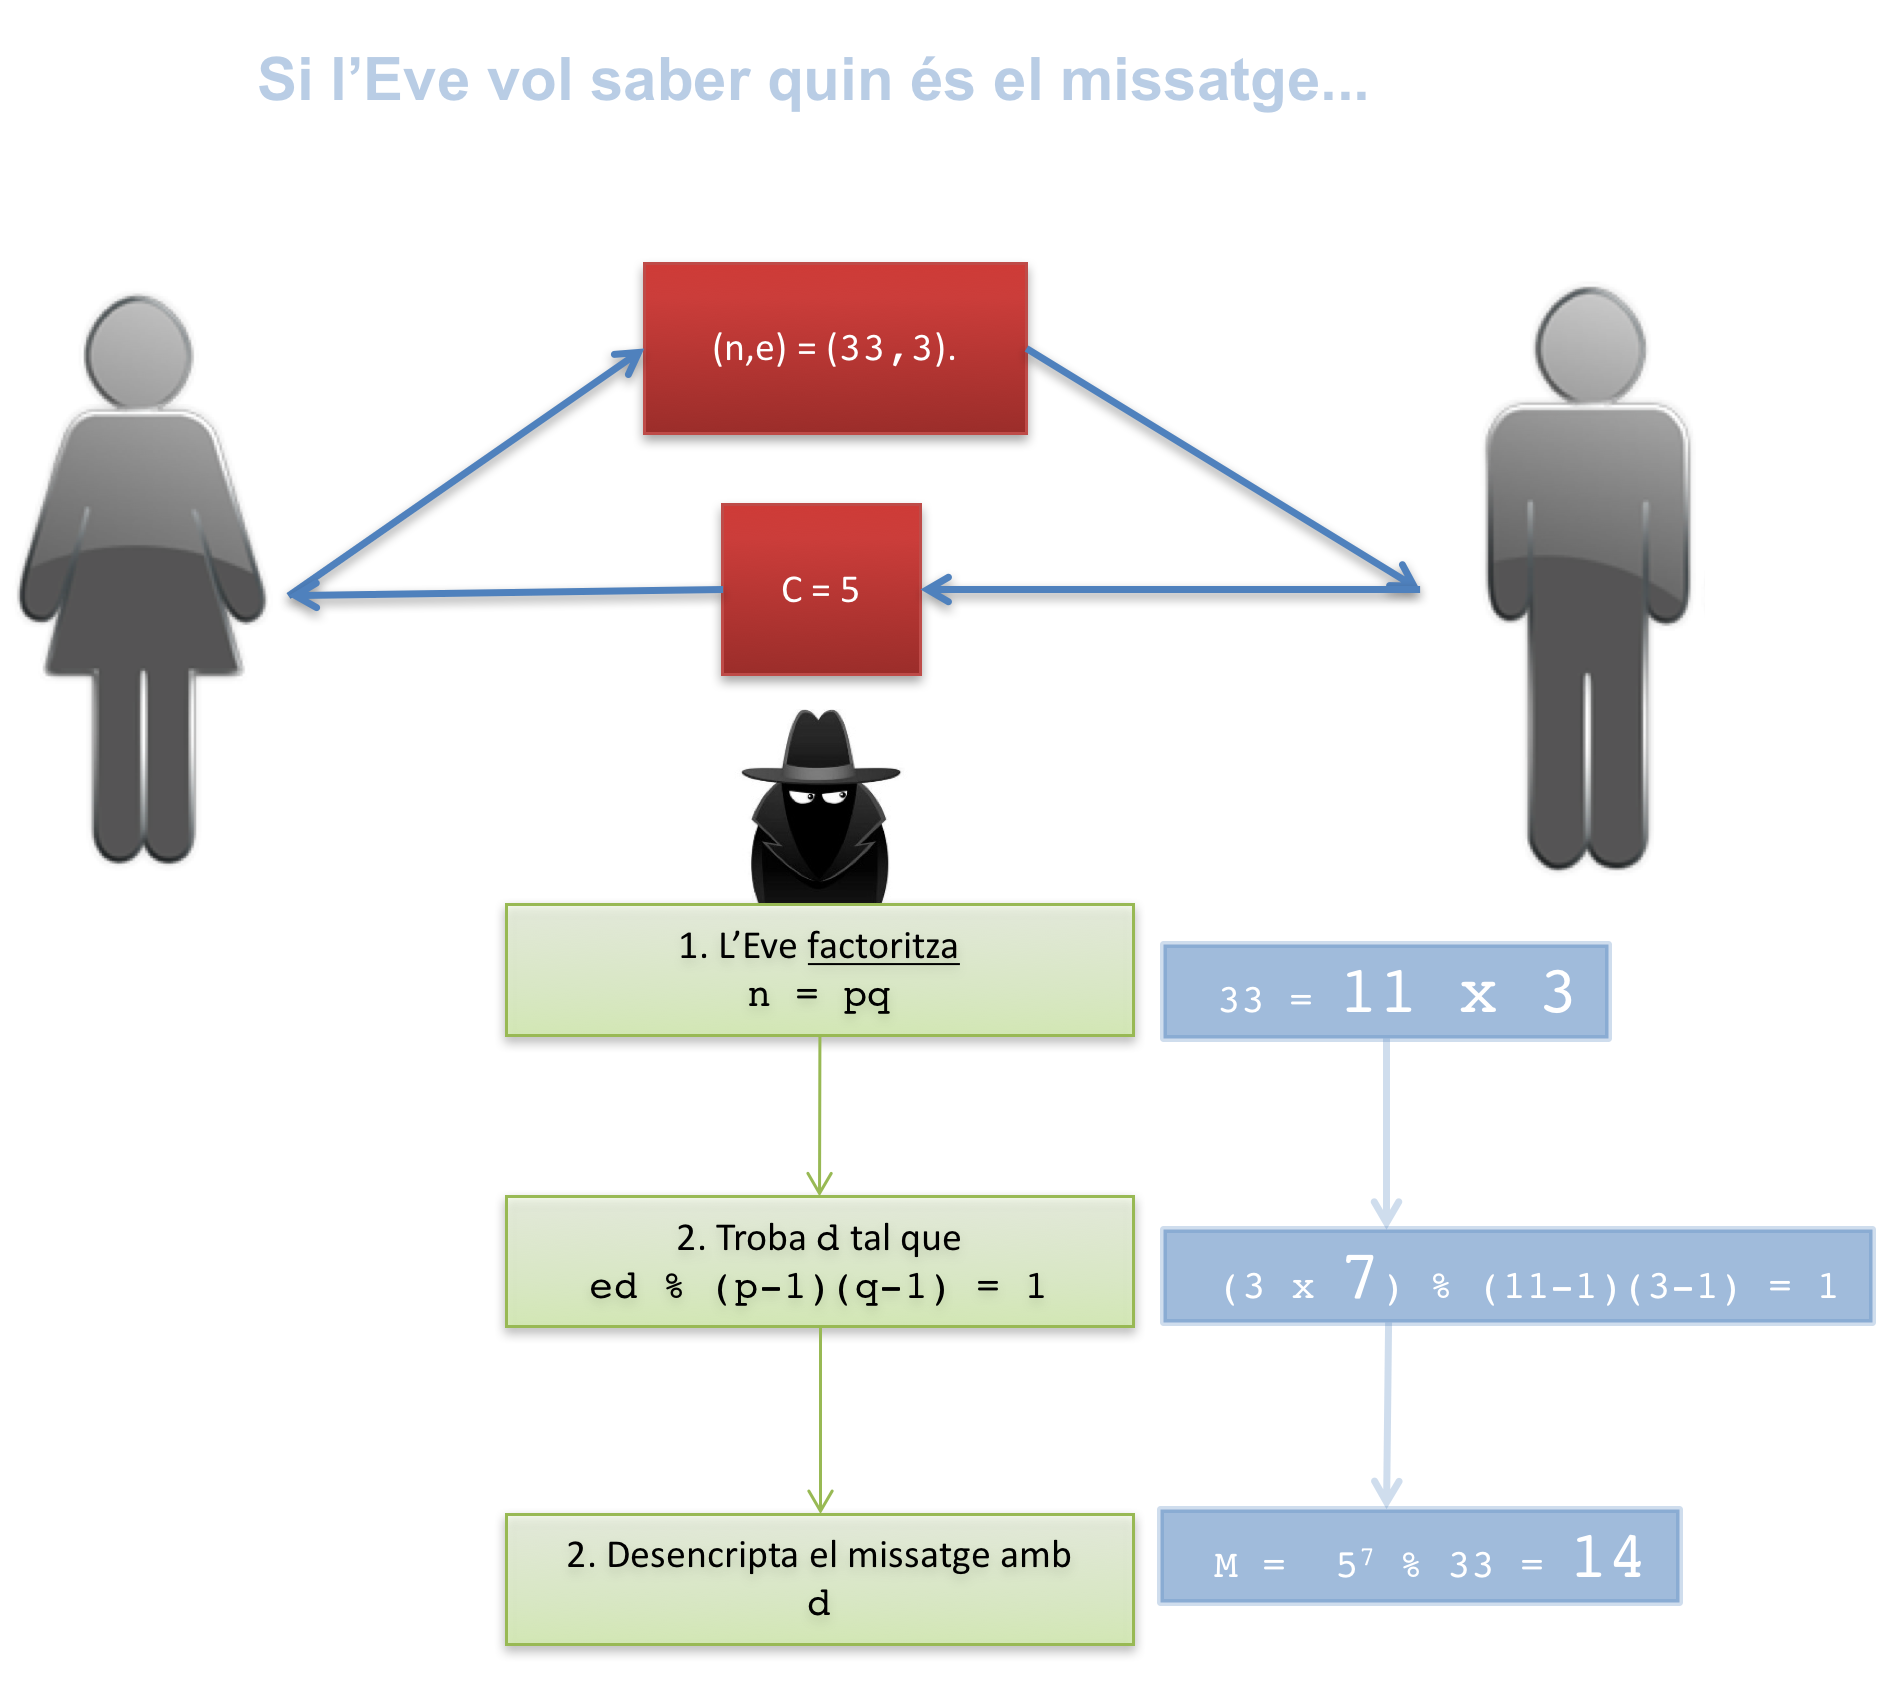 Si l’Eve vol saber quin és el missatge...
(n,e) = (33,3).
C = 5
1. L’Eve factoritza
n = pq
33 = 11 x 3
2. Troba d tal que
ed % (p-1)(q-1) = 1
(3 x 7) % (11-1)(3-1) = 1
2. Desencripta el missatge amb
d
M = 5⁷ % 33 = 14